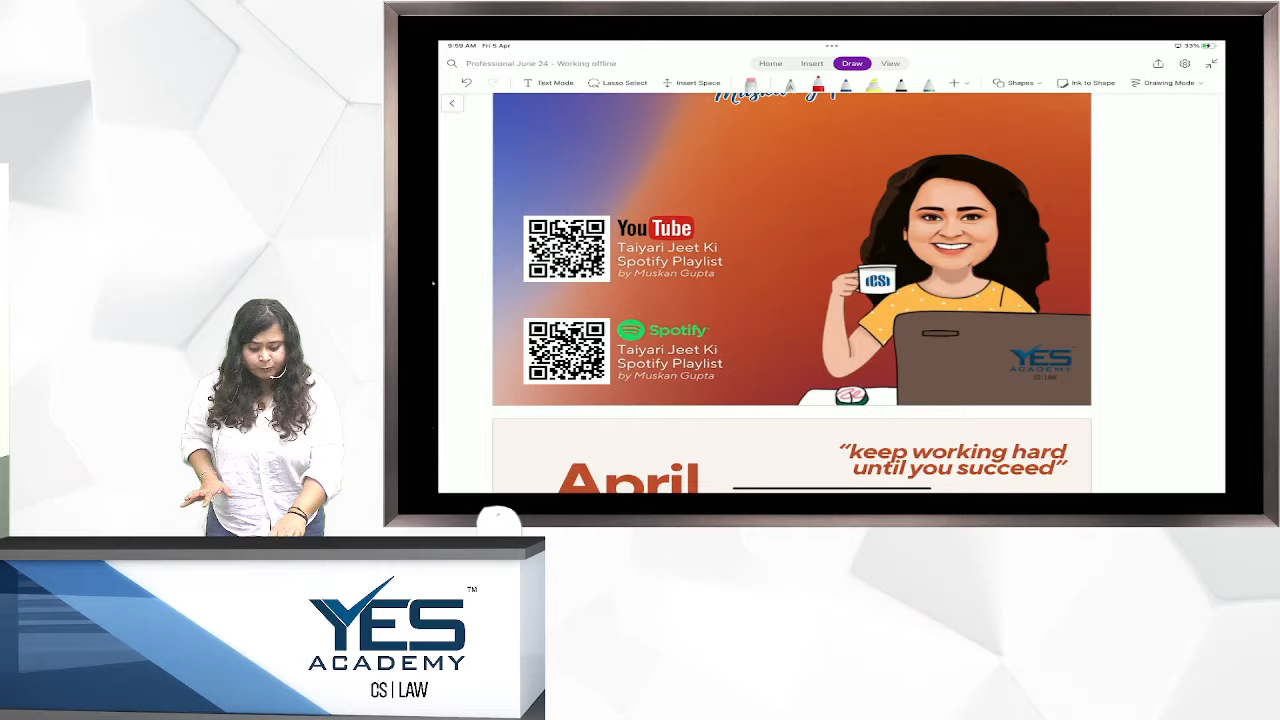 9:59 AM Fri 5 Apr
33%
Professional June 24 - Working offline
Home Insert Draw View
Text Mode Lasso Select Insert Space Shapes Ink to Shape Drawing Mode
YouTube
Taiyari Jeet Ki
Spotify Playlist
by Muskan Gupta
Spotify
Taiyari Jeet Ki
Spotify Playlist
by Muskan Gupta
YES
ACADEMY
CS | LAW
"keep working hard
until you succeed"
April
YES
ACADEMY
CS | LAW
TM